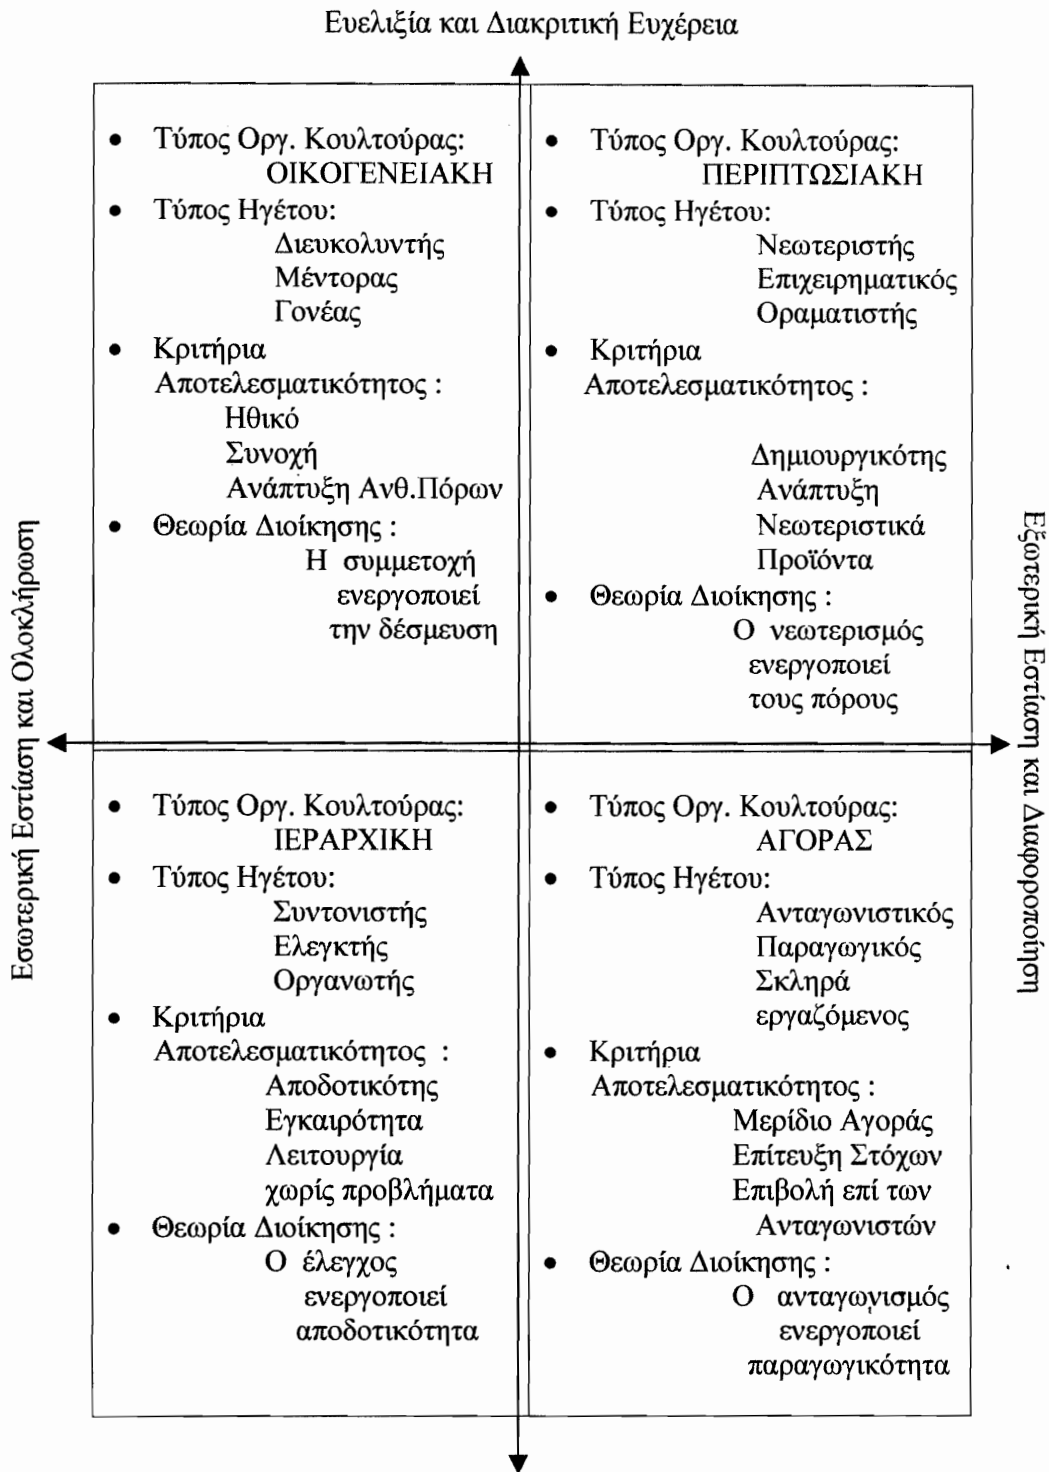 Ευελιξία και Διακριτική Ευχέρεια
• Τύπος Οργ. Κουλτούρας:
ΟΙΚΟΓΕΝΕΙΑΚΗ
• Τύπος Ηγέτου:
Διευκολυντής
Μέντορας
Γονέας
• Κριτήρια
Αποτελεσματικότητος :
Ηθικό
Συνοχή
Ανάπτυξη Ανθ.Πόρων
• Θεωρία Διοίκησης :
Η συμμετοχή
ενεργοποιεί
την δέσμευση
• Τύπος Οργ. Κουλτούρας:
ΠΕΡΙΠΤΩΣΙΑΚΗ
• Τύπος Ηγέτου:
Νεωτεριστής
Επιχειρηματικός
Οραματιστής
• Κριτήρια
Αποτελεσματικότητος :
Δημιουργικότης
Ανάπτυξη
Νεωτεριστικά
Προϊόντα
• Θεωρία Διοίκησης :
Ο νεωτερισμός
ενεργοποιεί
τους πόρους
Εσωτερική Εστίαση και Ολοκλήρωση
Εξωτερική Εστίαση και Διαφοροποίηση
• Τύπος Οργ. Κουλτούρας:
ΙΕΡΑΡΧΙΚΗ
• Τύπος Ηγέτου:
Συντονιστής
Ελεγκτής
Οργανωτής
• Κριτήρια
Αποτελεσματικότητος :
Αποδοτικότης
Εγκαιρότητα
Λειτουργία
χωρίς προβλήματα
• Θεωρία Διοίκησης :
Ο έλεγχος
ενεργοποιεί
αποδοτικότητα
• Τύπος Οργ. Κουλτούρας:
ΑΓΟΡΑΣ
• Τύπος Ηγέτου:
Ανταγωνιστικός
Παραγωγικός
Σκληρά
εργαζόμενος
• Κριτήρια
Αποτελεσματικότητος :
Μερίδιο Αγοράς
Επίτευξη Στόχων
Επιβολή επί των
Ανταγωνιστών
• Θεωρία Διοίκησης :
Ο ανταγωνισμός
ενεργοποιεί
παραγωγικότητα